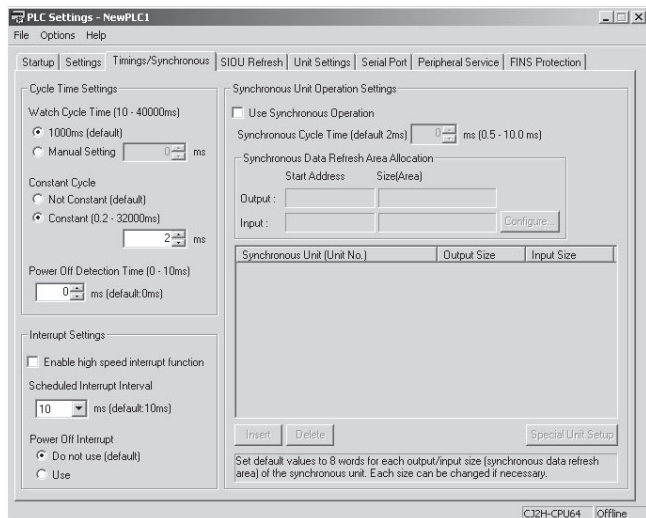 PLC Settings - NewPLC1
File Options Help
Startup Settings Timings/Synchronous SIOU Refresh Unit Settings Serial Port Peripheral Service FINS Protection
Cycle Time Settings
Watch Cycle Time (10 - 40000ms)
1000ms (default)
Manual Setting 0 ms
Constant Cycle
Not Constant (default)
Constant (0.2 - 32000ms)
2 ms
Power Off Detection Time (0 - 10ms)
0 ms (default:0ms)
Interrupt Settings
Enable high speed interrupt function
Scheduled Interrupt Interval
10 ms (default:10ms)
Power Off Interrupt
Do not use (default)
Use
Synchronous Unit Operation Settings
Use Synchronous Operation
Synchronous Cycle Time (default 2ms) 0 ms (0.5 - 10.0 ms)
Synchronous Data Refresh Area Allocation
Start Address Size(Area)
Output :
Input : Configure...
Synchronous Unit (Unit No.) Output Size Input Size
Insert Delete Special Unit Setup
Set default values to 8 words for each output/input size (synchronous data refresh
area) of the synchronous unit. Each size can be changed if necessary.
CJ2H-CPU64 Offline